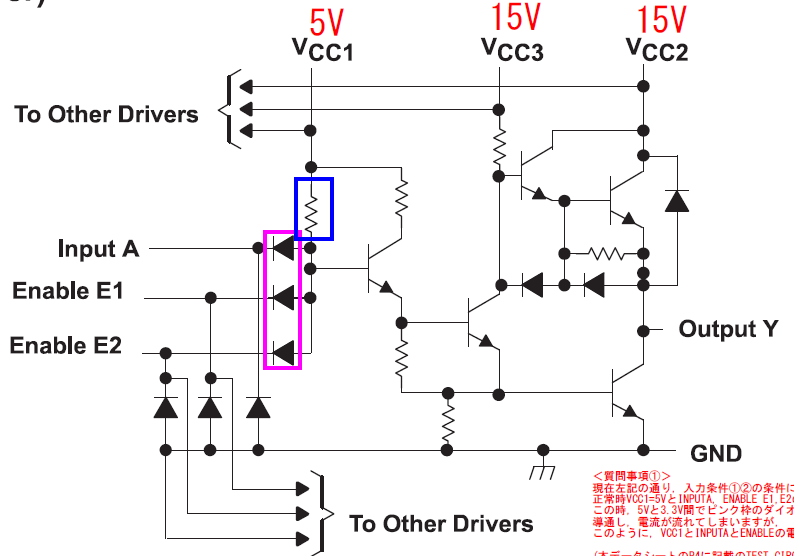 5V
15V
15V
VCC1
VCC3
VCC2
To Other Drivers
Input A
Enable E1
Enable E2
Output Y
GND
To Other Drivers
<質問事項①>
現在左記の通り、入力条件①②の条件に
正常時VCC1=5VとINPUTA, ENABLE E1,E2の
この時、5Vと3.3V間でピンク枠のダイオ
導通し、電流が流れてしまいますが、
このように、VCC1とINPUTAとENABLEの電